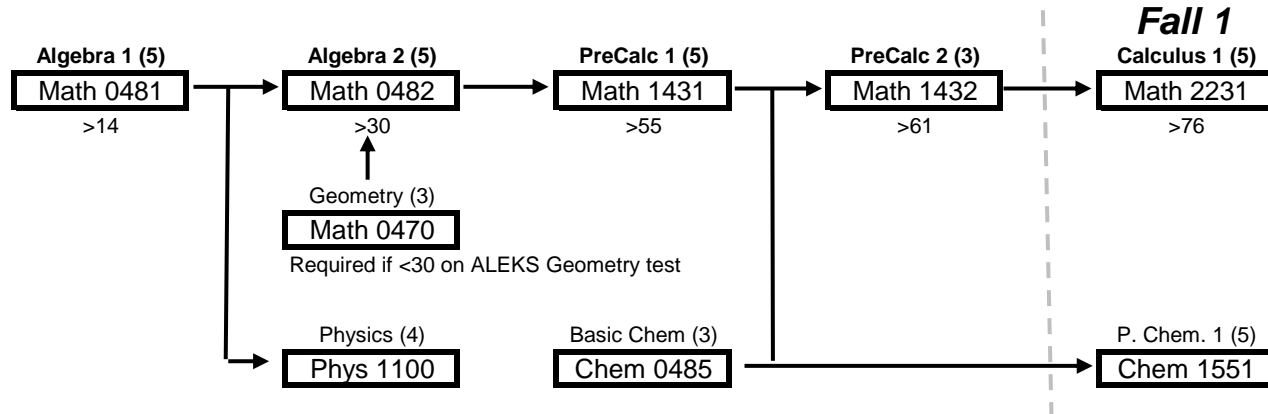 Fall 1
Algebra 1 (5)
Math 0481
>14
Algebra 2 (5)
Math 0482
>30
PreCalc 1 (5)
Math 1431
>55
PreCalc 2 (3)
Math 1432
>61
Calculus 1 (5)
Math 2231
>76
Geometry (3)
Math 0470
Required if <30 on ALEKS Geometry test
Physics (4)
Phys 1100
Basic Chem (3)
Chem 0485
P. Chem. 1 (5)
Chem 1551